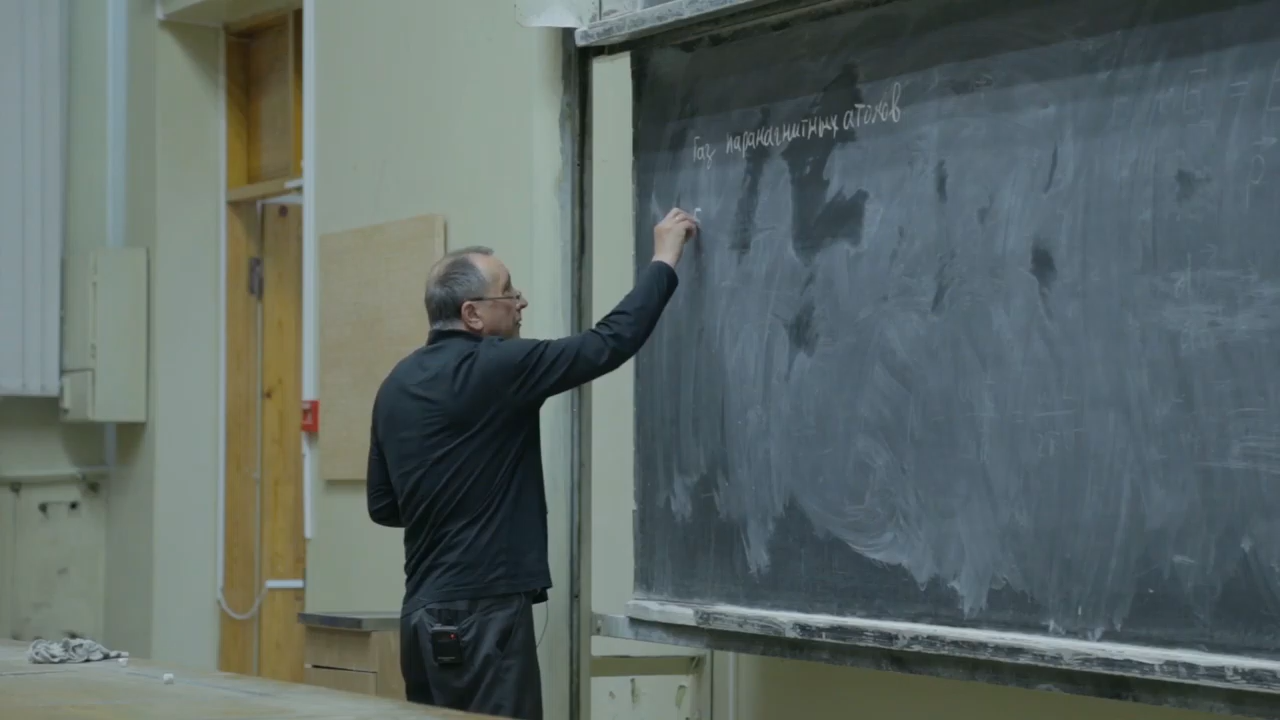 Газ парамагнитных атомов